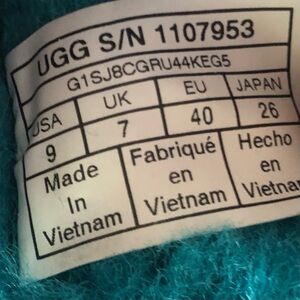 UGG S/N 1107953
G1SJ8CGRU44KEG5
USA UK EU JAPAN
9 7 40 26
Made Fabriqué Hecho
In en en
Vietnam Vietnam Vietnam